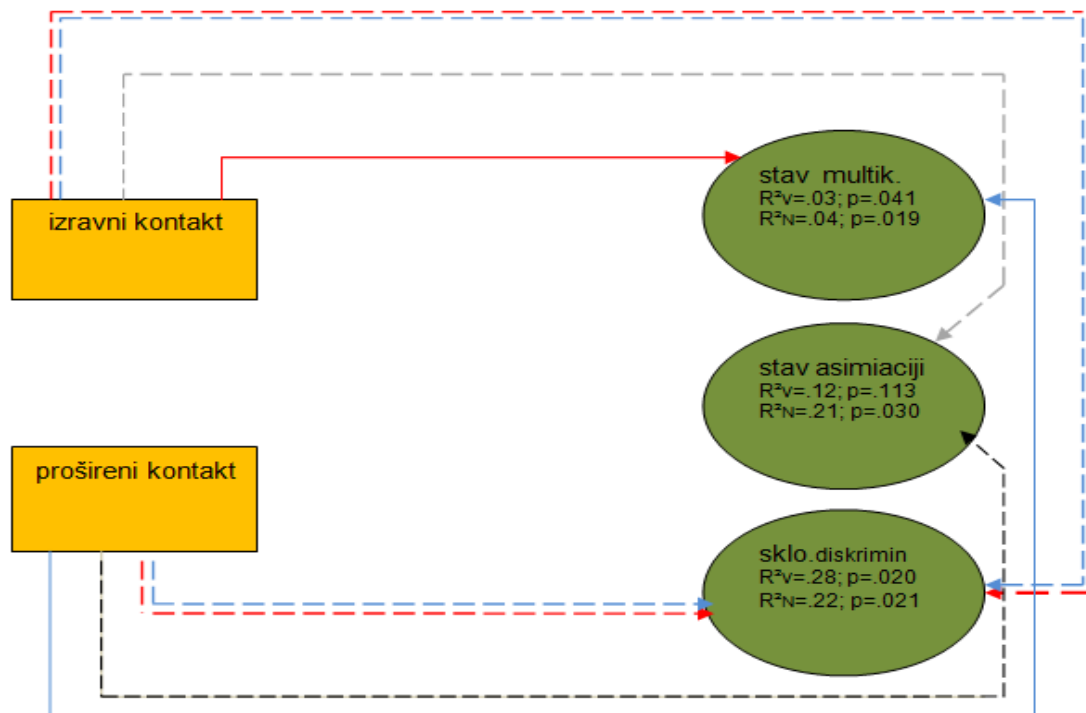 izravni kontakt
stav multik.
R²v=.03; p=.041
R²N=.04; p=.019
stav asimiaciji
R²v=.12; p=.113
R²N=.21; p=.030
prošireni kontakt
sklo.diskrimin
R²v=.28; p=.020
R²N=.22; p=.021